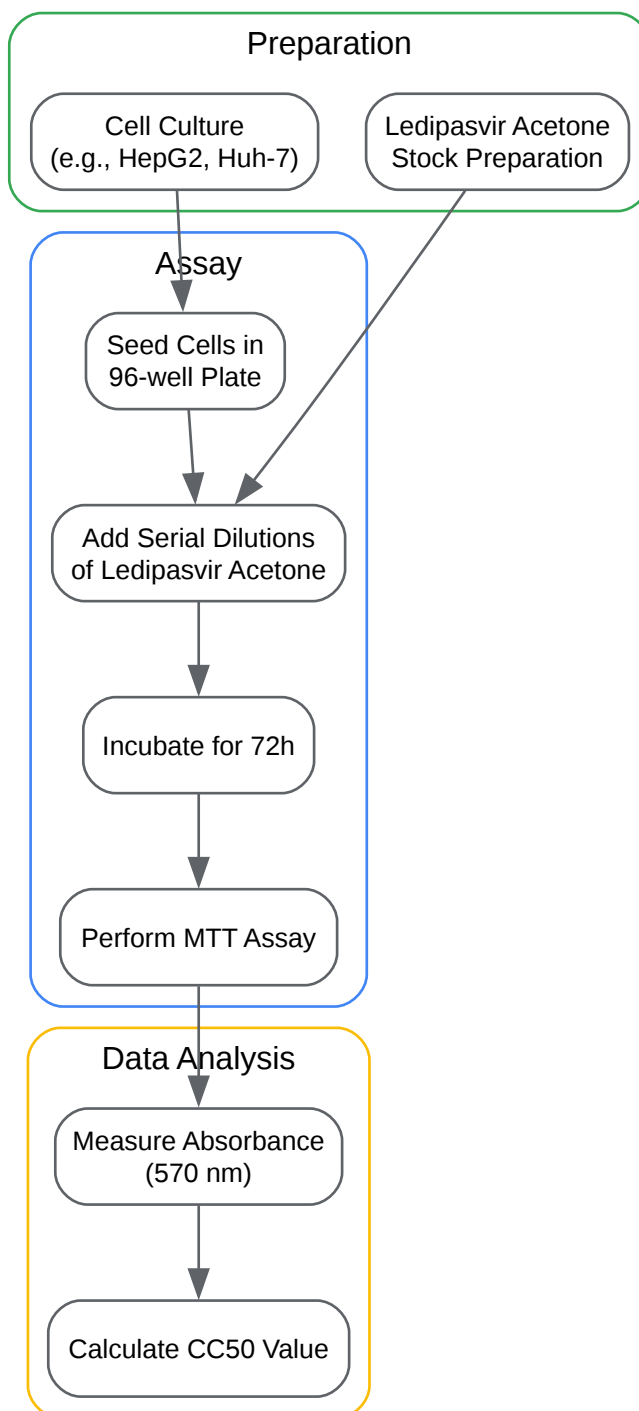 Preparation
Cell Culture
(e.g., HepG2, Huh-7)
Ledipasvir Acetone
Stock Preparation
Assay
Seed Cells in
96-well Plate
Add Serial Dilutions
of Ledipasvir Acetone
Incubate for 72h
Perform MTT Assay
Data Analysis
Measure Absorbance
(570 nm)
Calculate CC50 Value